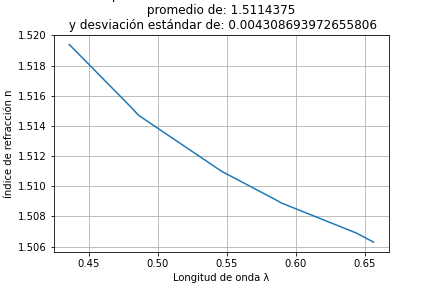 promedio de: 1.5114375
y desviación estándar de: 0.004308693972655806
1.520
1.518
1.516
1.514
1.512
1.510
1.508
1.506
índice de refracción n
0.45 0.50 0.55 0.60 0.65
Longitud de onda λ